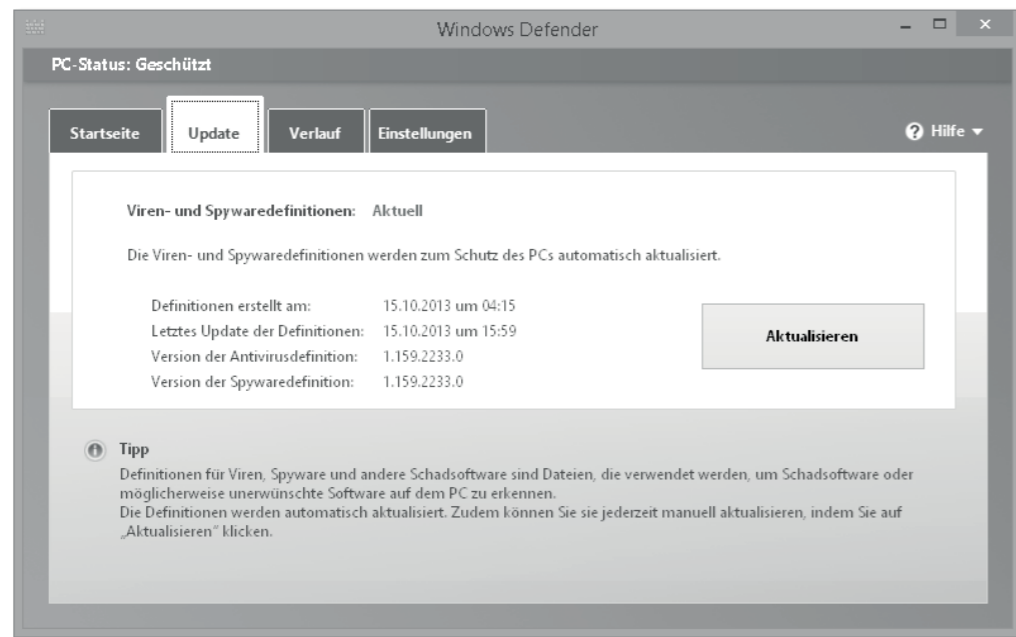 Windows Defender
PC-Status: Geschützt
Startseite
Update
Verlauf
Einstellungen
Hilfe
Viren- und Spywaredefinitionen: Aktuell
Die Viren- und Spywaredefinitionen werden zum Schutz des PCs automatisch aktualisiert.
Definitionen erstellt am: 15.10.2013 um 04:15
Letztes Update der Definitionen: 15.10.2013 um 15:59
Version der Antivirusdefinition: 1.159.2233.0
Version der Spywaredefinition: 1.159.2233.0
Aktualisieren
Tipp
Definitionen für Viren, Spyware und andere Schadsoftware sind Dateien, die verwendet werden, um Schadsoftware oder
möglicherweise unerwünschte Software auf dem PC zu erkennen.
Die Definitionen werden automatisch aktualisiert. Zudem können Sie sie jederzeit manuell aktualisieren, indem Sie auf
„Aktualisieren“ klicken.